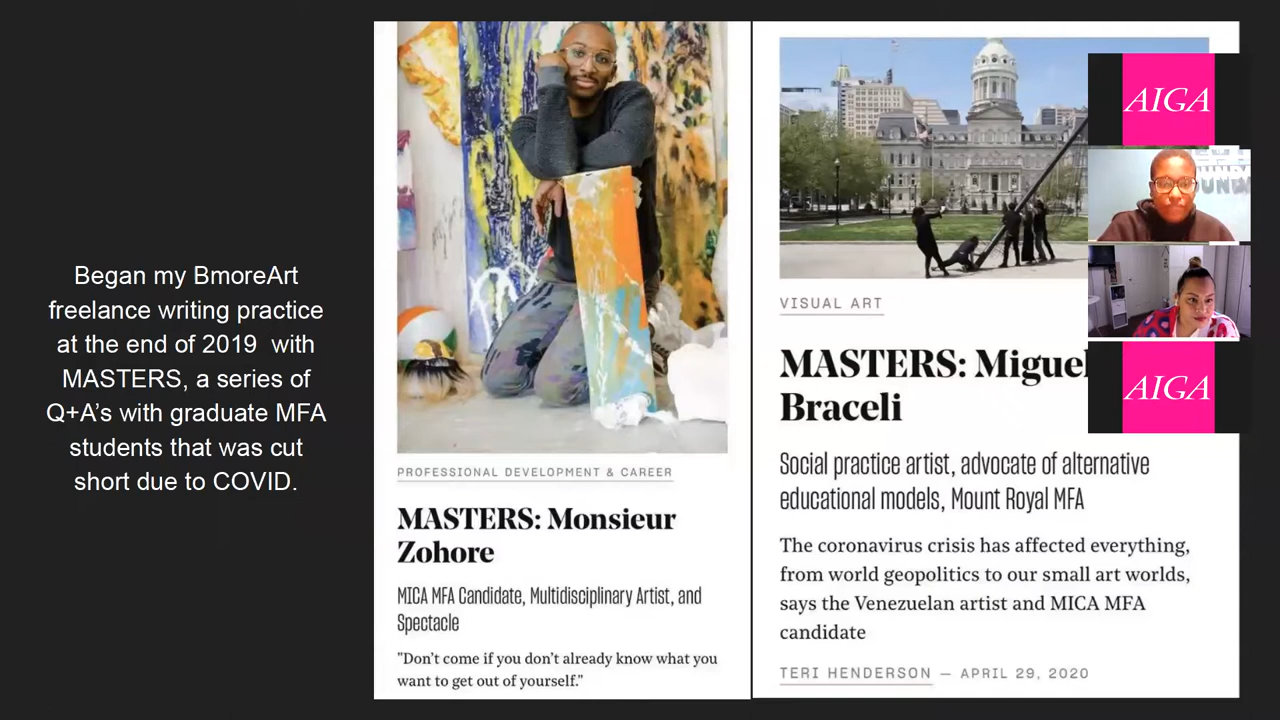 Began my BmoreArt
freelance writing practice
at the end of 2019 with
MASTERS, a series of
Q+A's with graduate MFA
students that was cut
short due to COVID.
PROFESSIONAL DEVELOPMENT & CAREER
MASTERS: Monsieur
Zohore
MICA MFA Candidate, Multidisciplinary Artist, and
Spectacle
"Don't come if you don't already know what you
want to get out of yourself."
VISUAL ART
MASTERS: Miguel
Braceli
Social practice artist, advocate of alternative
educational models, Mount Royal MFA
The coronavirus crisis has affected everything,
from world geopolitics to our small art worlds,
says the Venezuelan artist and MICA MFA
candidate
TERI HENDERSON — APRIL 29, 2020
AIGA
AIGA